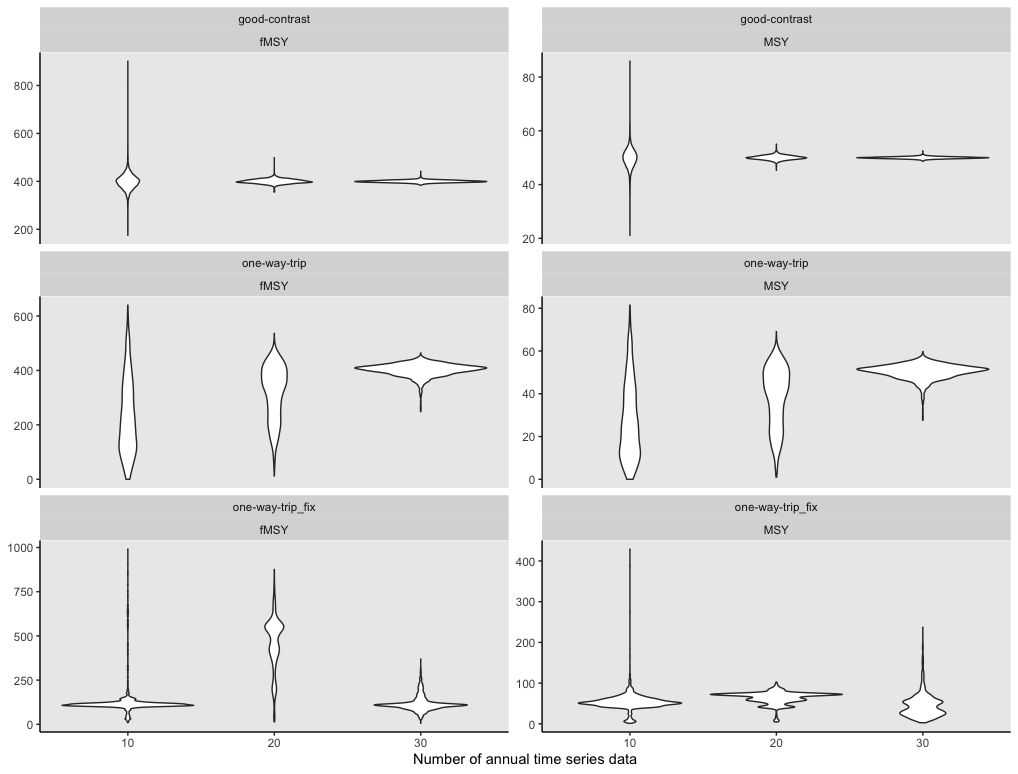 good-contrast
fMSY
800
600
400
200
good-contrast
MSY
80
60
40
20
one-way-trip
fMSY
600
400
200
0
one-way-trip
MSY
80
60
40
20
0
one-way-trip_fix
fMSY
1000
750
500
250
0
10 20 30
one-way-trip_fix
MSY
400
300
200
100
0
10 20 30
Number of annual time series data